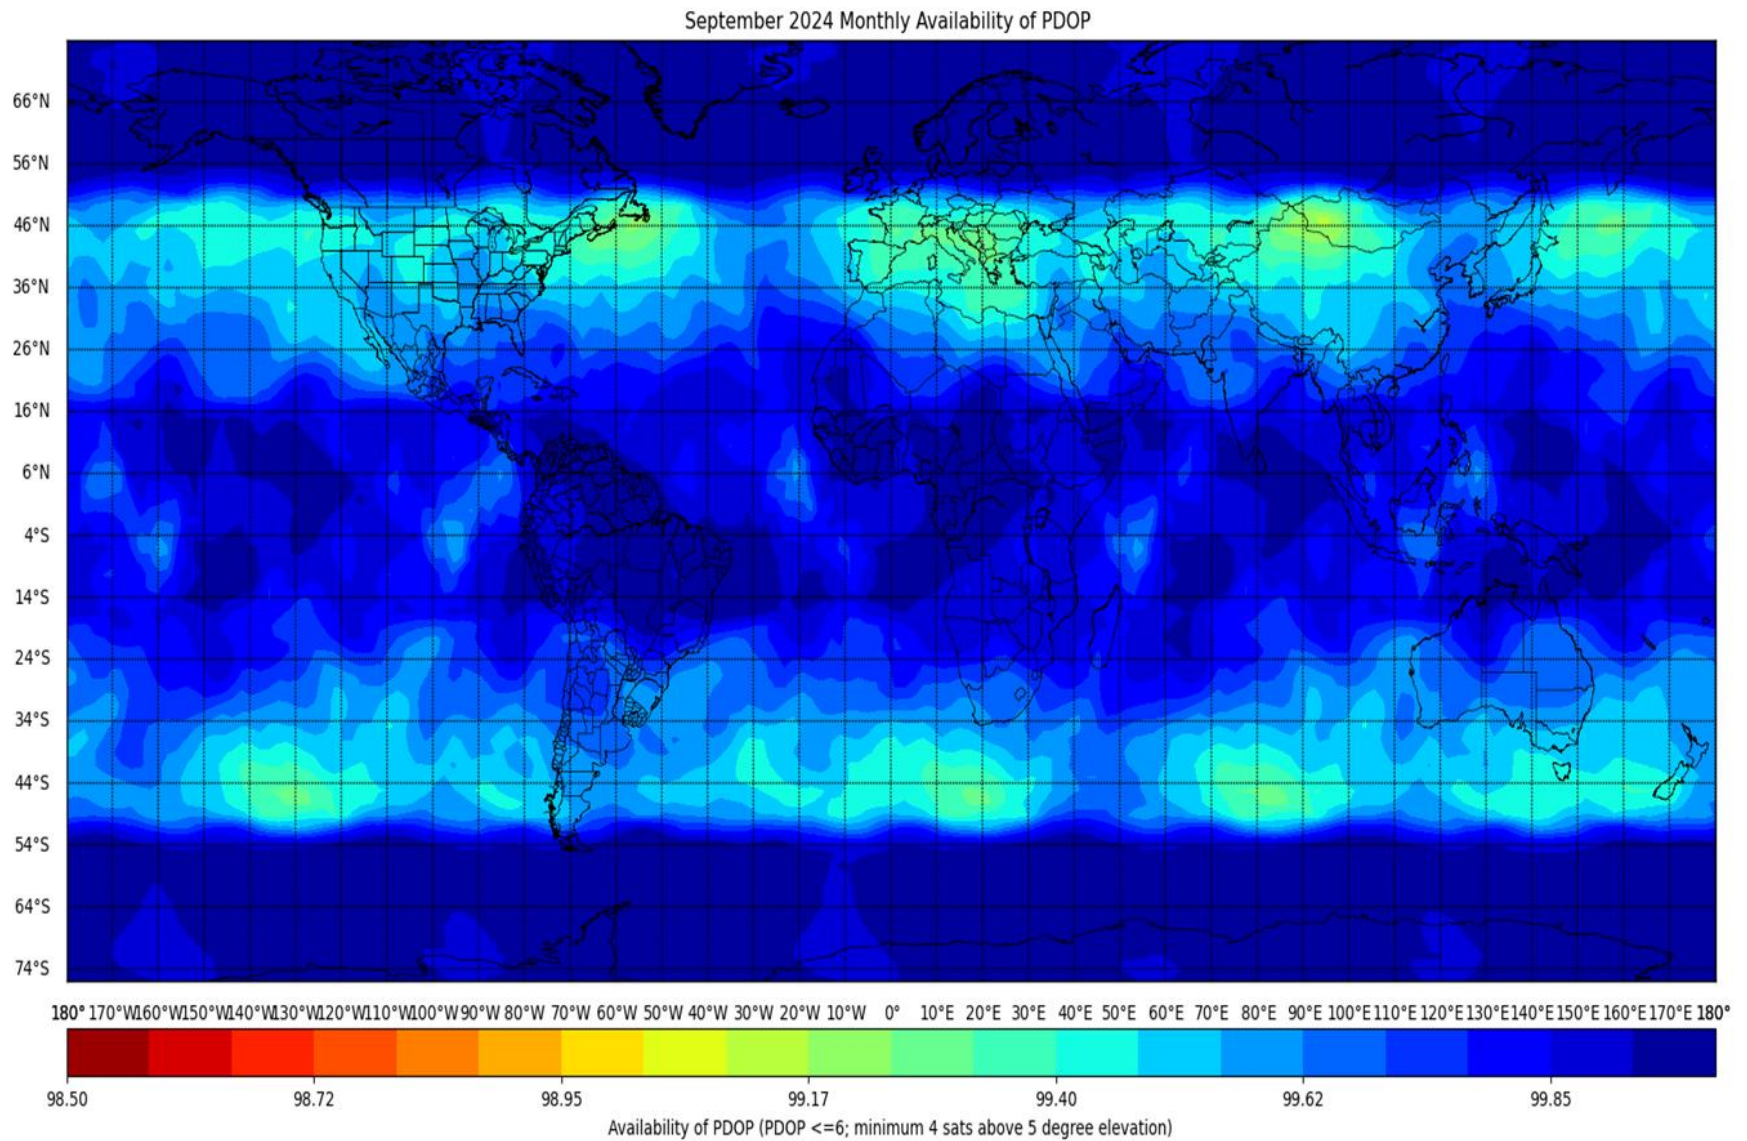 September 2024 Monthly Availability of PDOP
66°N
56°N
46°N
36°N
26°N
16°N
6°N
4°S
14°S
24°S
34°S
44°S
54°S
64°S
74°S
180° 170°W 160°W 150°W 140°W 130°W 120°W 110°W 100°W 90°W 80°W 70°W 60°W 50°W 40°W 30°W 20°W 10°W 0° 10°E 20°E 30°E 40°E 50°E 60°E 70°E 80°E 90°E 100°E 110°E 120°E 130°E 140°E 150°E 160°E 170°E 180°
98.50 98.72 98.95 99.17 99.40 99.62 99.85
Availability of PDOP (PDOP <=6; minimum 4 sats above 5 degree elevation)